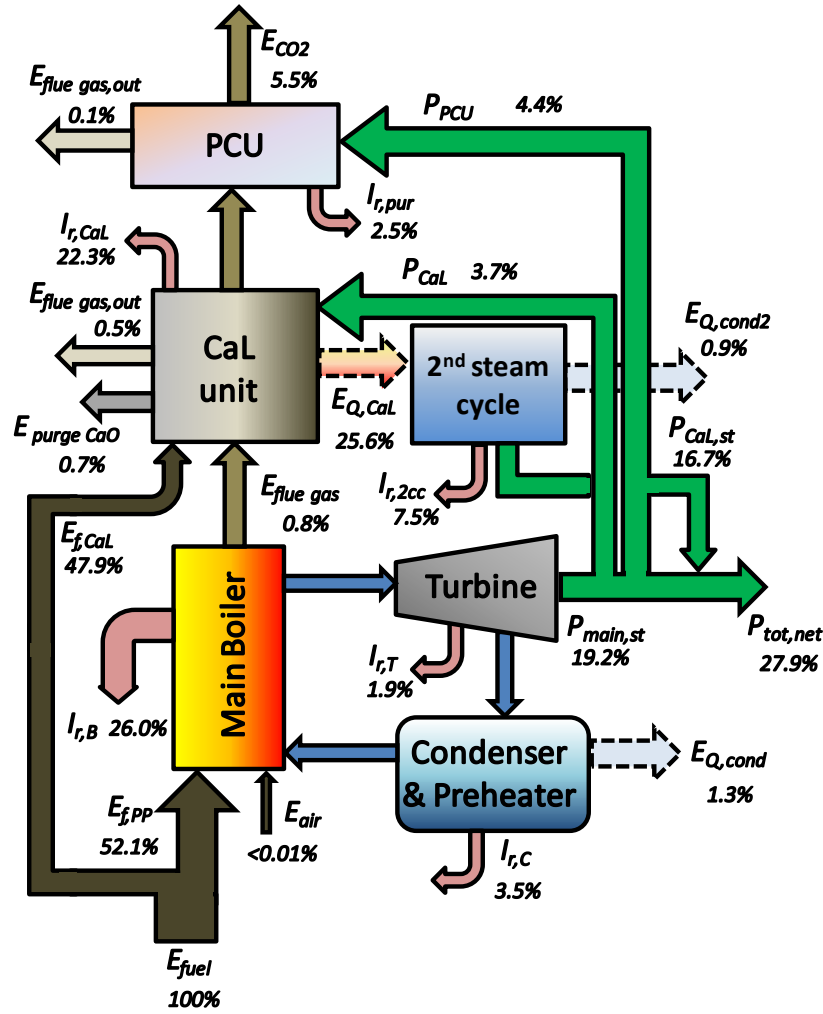 E_CO2
5.5%
E_flue gas,out
0.1%
P_PCU 4.4%
PCU
I_r,pur
2.5%
I_r,CaL
22.3%
P_CaL 3.7%
E_flue gas,out
0.5%
CaL
unit
2nd steam
cycle
E_Q,cond2
0.9%
E_Q,CaL
25.6%
E purge CaO
0.7%
P_CaL,st
16.7%
I_r,2cc
7.5%
E_flue gas
0.8%
E_f,CaL
47.9%
Main Boiler
Turbine
P_main,st
19.2%
P_tot,net
27.9%
I_r,T
1.9%
I_r,B 26.0%
Condenser
& Preheater
E_Q,cond
1.3%
E_f,PP
52.1%
E_air
<0.01%
I_r,C
3.5%
E_fuel
100%